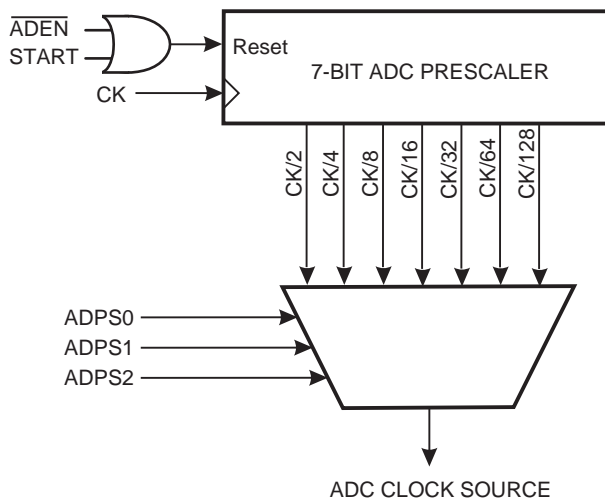 ADEN
START
Reset
7-BIT ADC PRESCALER
CK
CK/2
CK/4
CK/8
CK/16
CK/32
CK/64
CK/128
ADPS0
ADPS1
ADPS2
ADC CLOCK SOURCE